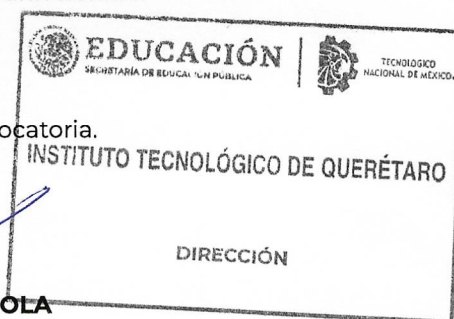 EDUCACIÓN
SECRETARÍA DE EDUCACIÓN PÚBLICA
TECNOLÓGICO
NACIONAL DE MÉXICO
ocatoria.
INSTITUTO TECNOLÓGICO DE QUERÉTARO
DIRECCIÓN
OLA